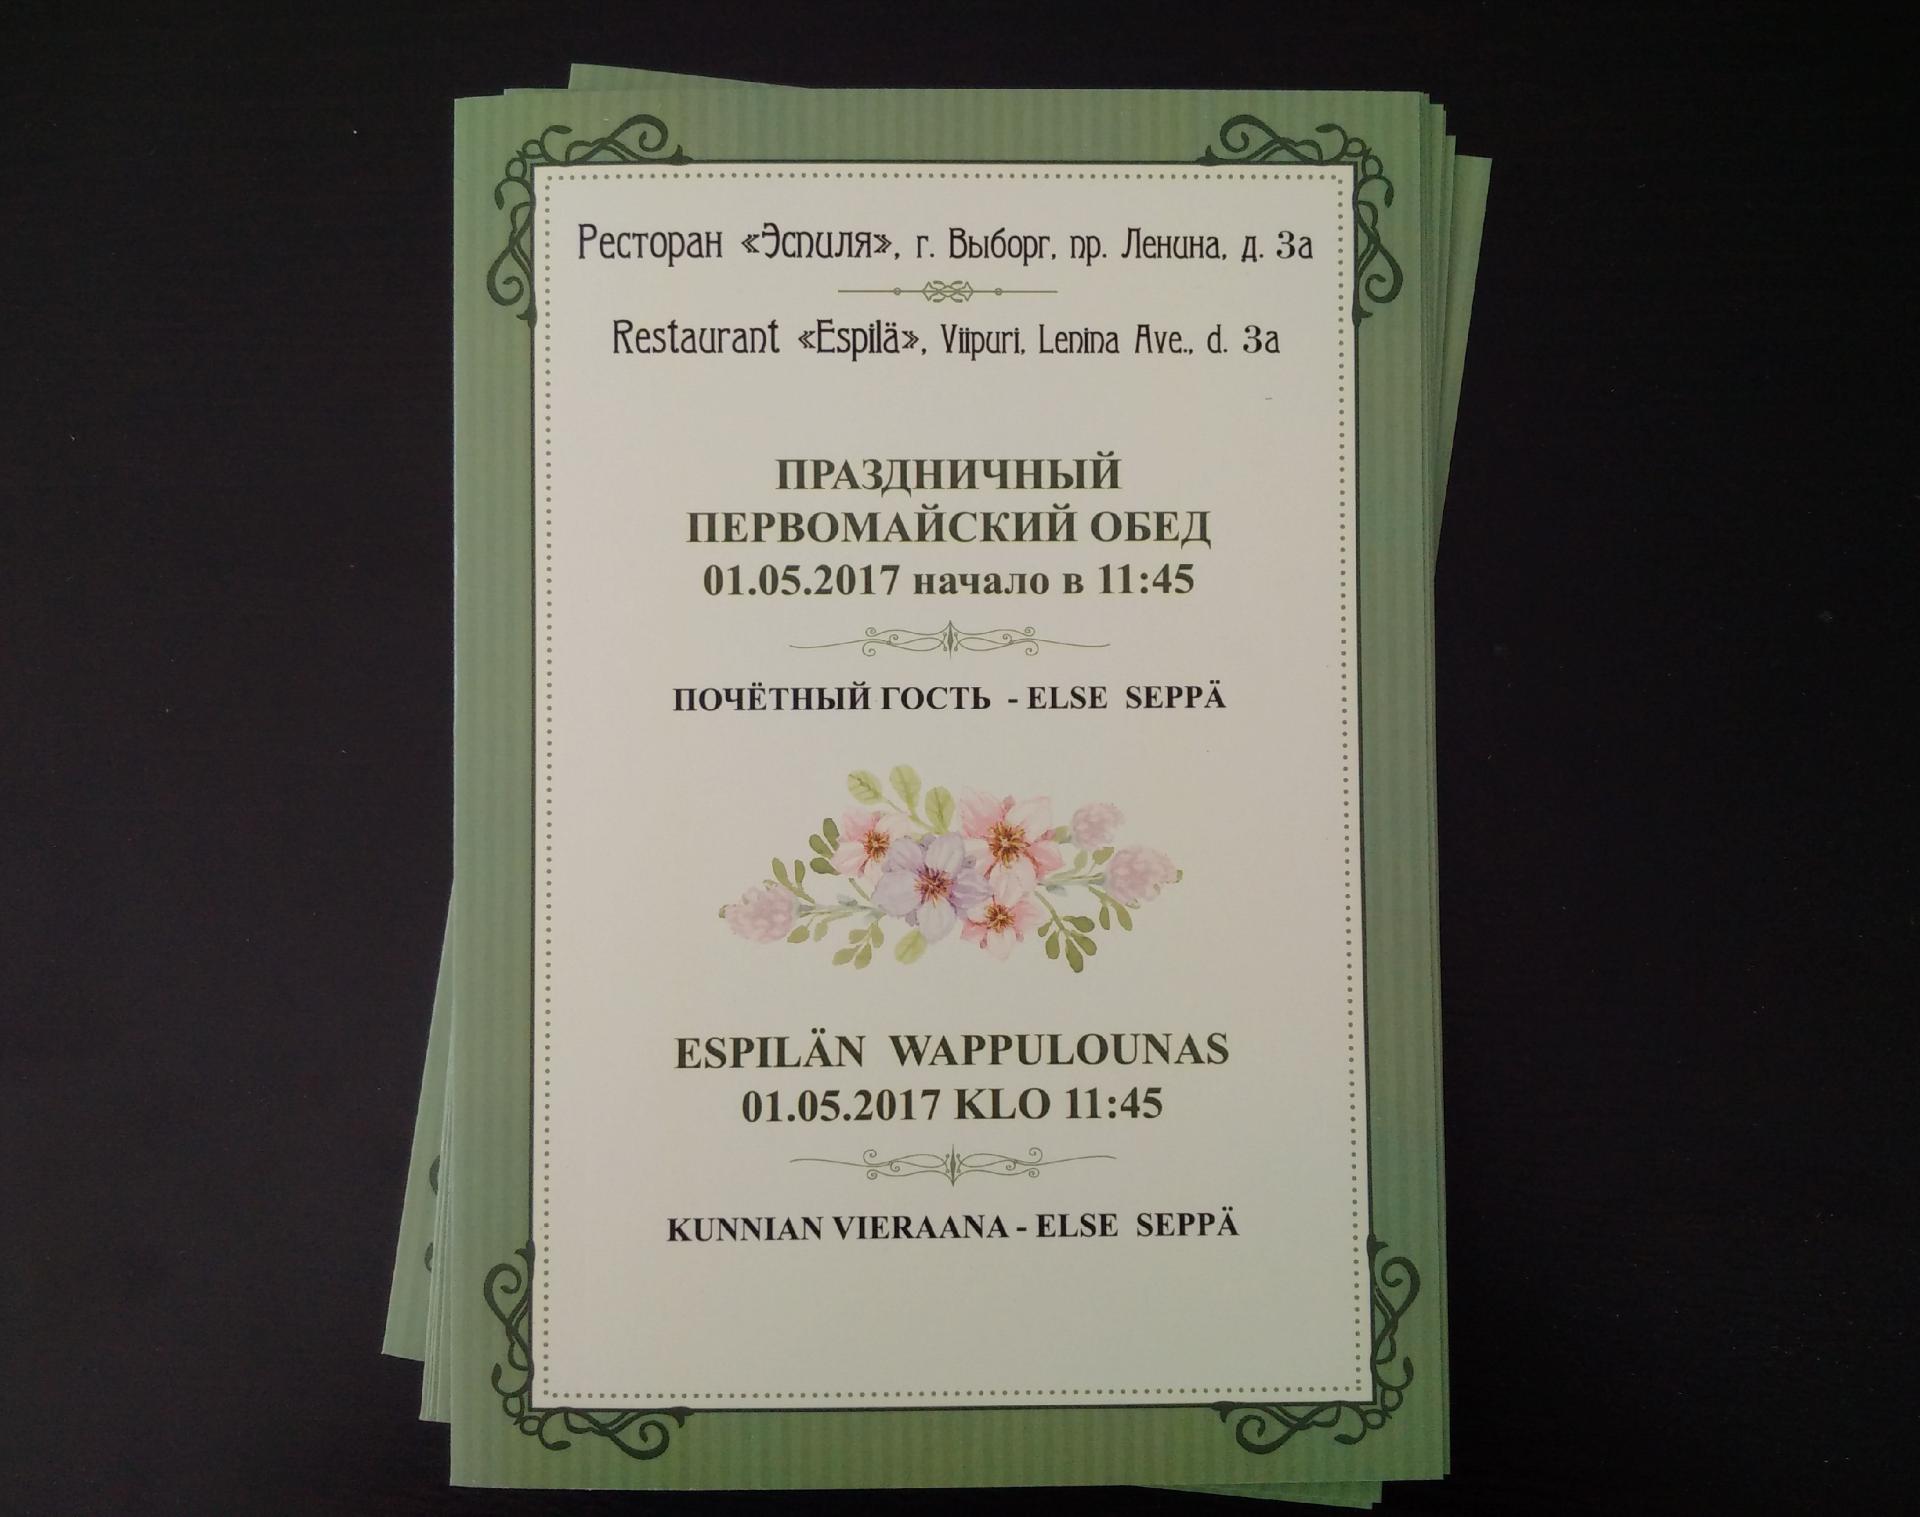 Ресторан «Эспиля», г. Выборг, пр. Ленина, д. 3а
Restaurant «Espilä», Viipuri, Lenina Ave., d. 3a
ПРАЗДНИЧНЫЙ
ПЕРВОМАЙСКИЙ ОБЕД
01.05.2017 начало в 11:45
ПОЧЁТНЫЙ ГОСТЬ - ELSE SEPPÄ
ESPILÄN WAPPULOUNAS
01.05.2017 KLO 11:45
KUNNIAN VIERAANA - ELSE SEPPÄ